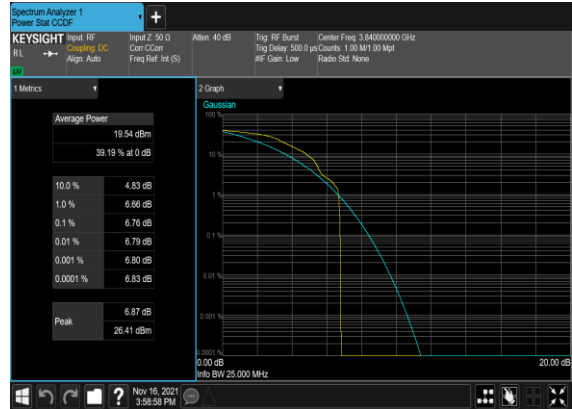 Spectrum Analyzer 1
Power Stat CCDF
KEYSIGHT Input: RF Input Z: 50 Ω Atten: 40 dB Trig: RF Burst Center Freq: 3.840000000 GHz
RL Coupling: DC Corr CCorr Trig Delay: 500.0 µs Counts: 1.00 M/1.00 Mpt
Align: Auto Freq Ref: Int (S) #IF Gain: Low Radio Std: None
1 Metrics
2 Graph
Average Power
19.54 dBm
39.19 % at 0 dB
10.0 % 4.83 dB
1.0 % 6.66 dB
0.1 % 6.76 dB
0.01 % 6.79 dB
0.001 % 6.80 dB
0.0001 % 6.83 dB
Peak 6.87 dB
26.41 dBm
Gaussian
100 %
10 %
1 %
0.1 %
0.01 %
0.001 %
0.0001 %
0.00 dB 20.00 dB
Info BW 25.000 MHz
? Nov 16, 2021
3:58:58 PM